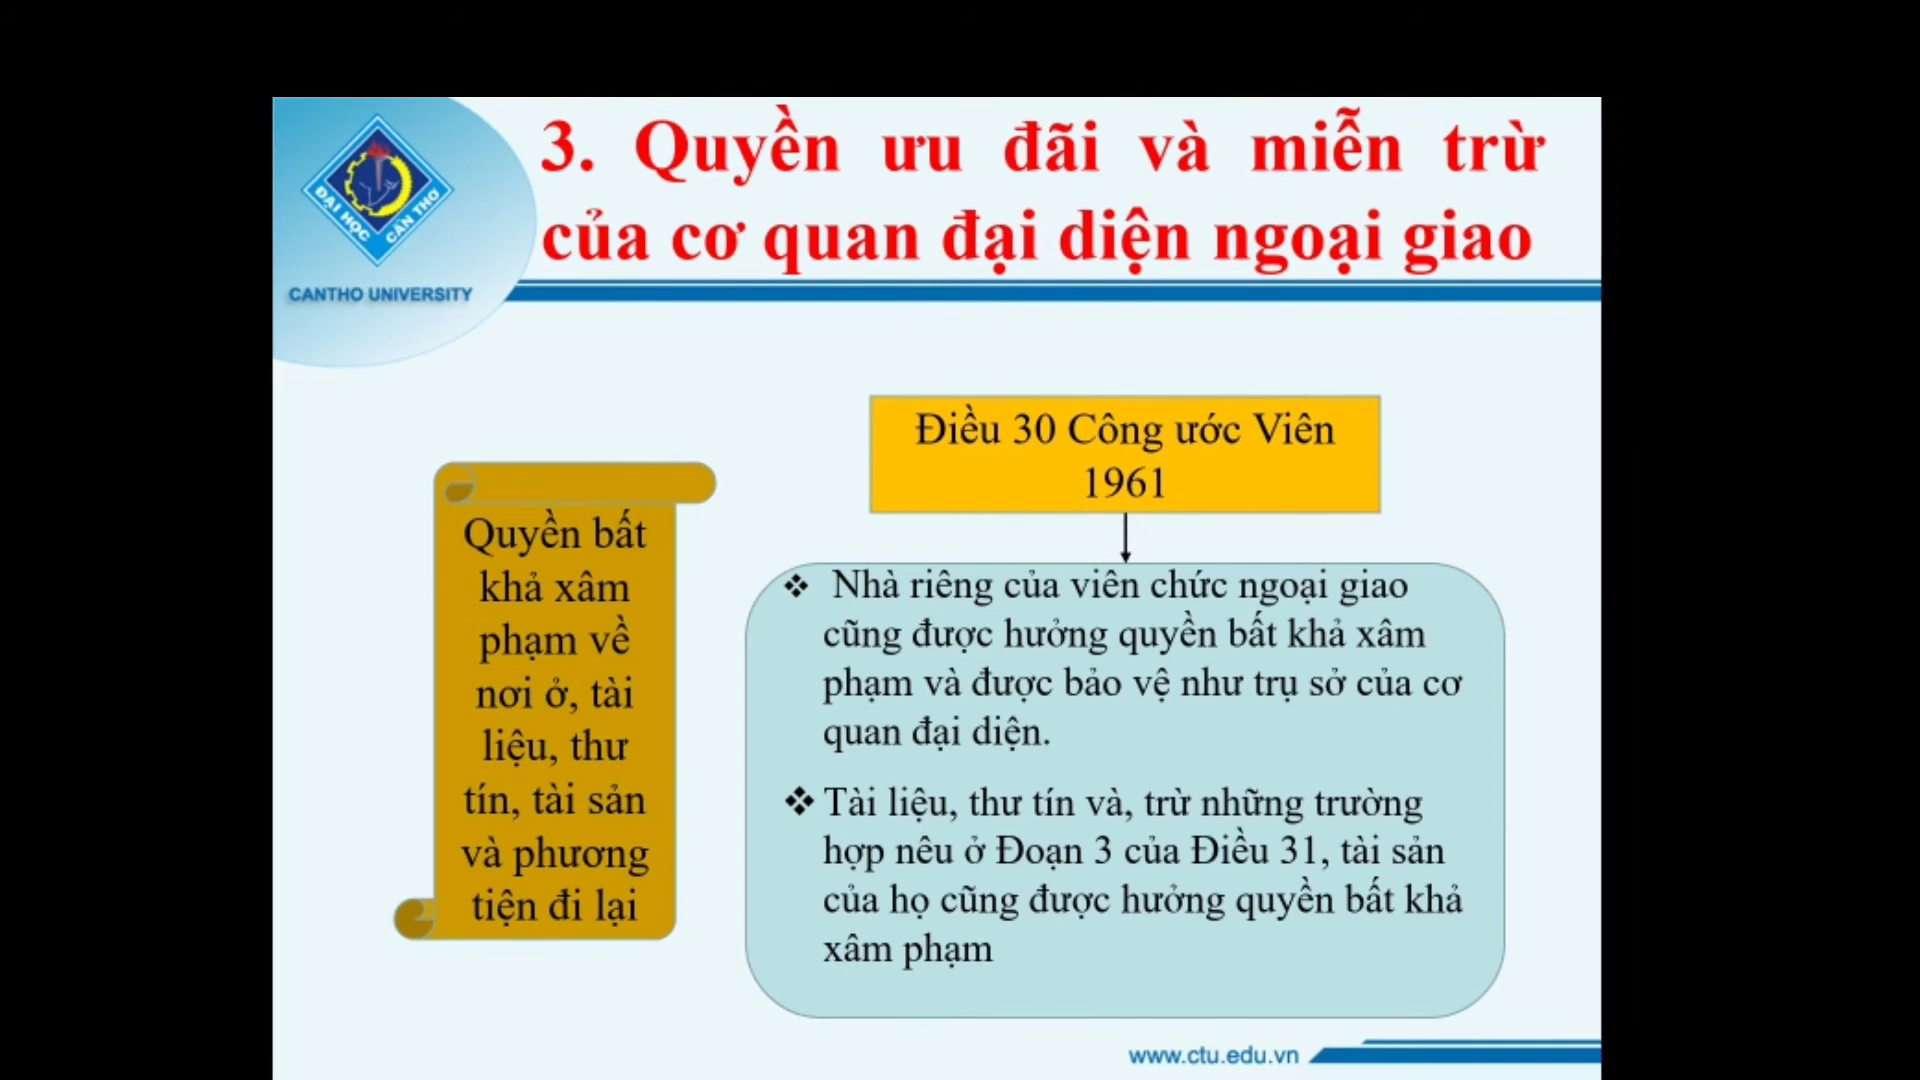 3. Quyền ưu đãi và miễn trừ
của cơ quan đại diện ngoại giao
ĐẠI HỌC CẦN THƠ
CANTHO UNIVERSITY
Quyền bất
khả xâm
phạm về
nơi ở, tài
liệu, thư
tín, tài sản
và phương
tiện đi lại
Điều 30 Công ước Viên
1961
❖ Nhà riêng của viên chức ngoại giao
cũng được hưởng quyền bất khả xâm
phạm và được bảo vệ như trụ sở của cơ
quan đại diện.
❖ Tài liệu, thư tín và, trừ những trường
hợp nêu ở Đoạn 3 của Điều 31, tài sản
của họ cũng được hưởng quyền bất khả
xâm phạm
www.ctu.edu.vn